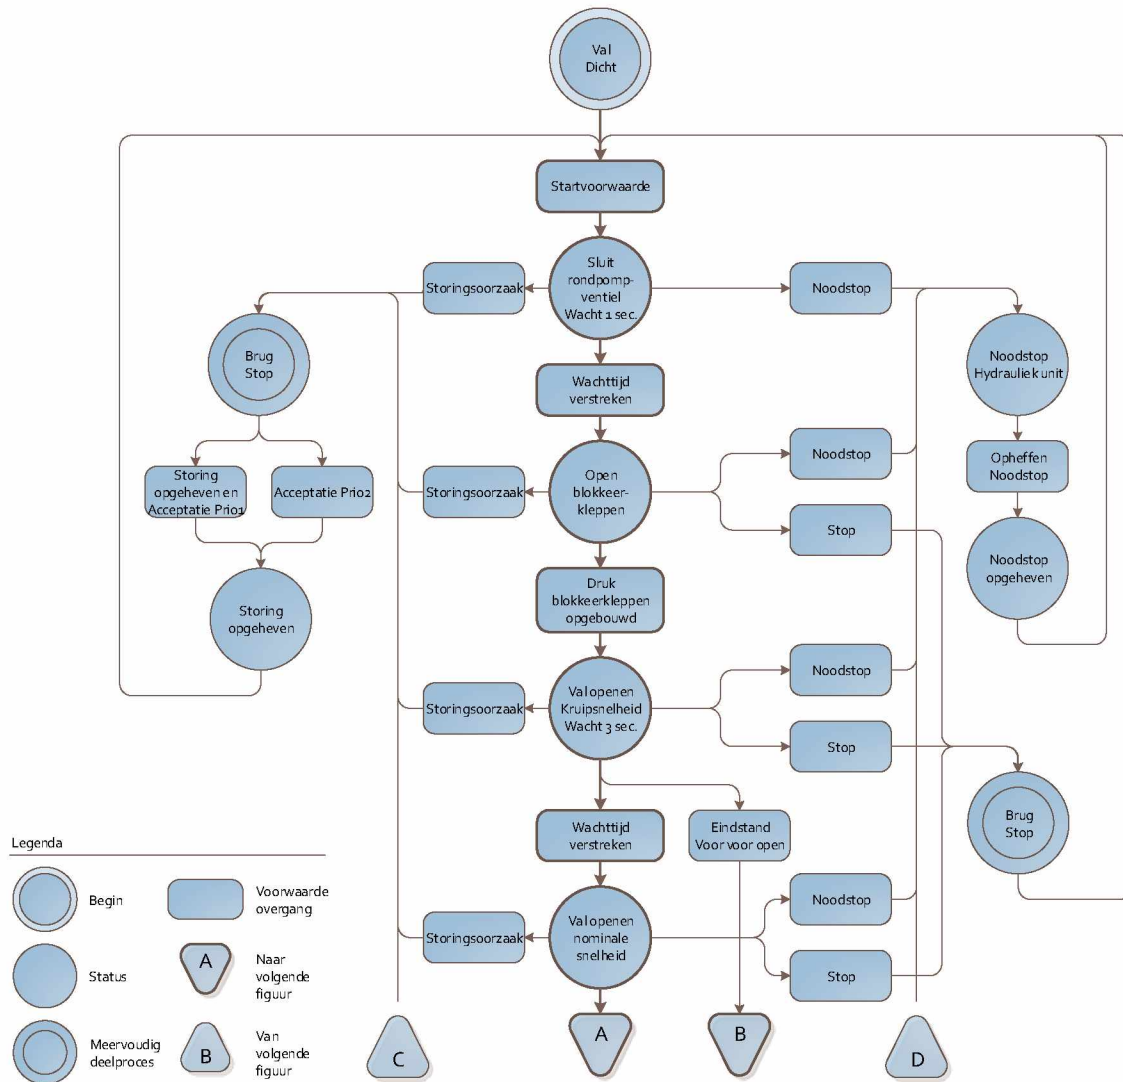 Val
Dicht
Startvoorwaarde
Storingsoorzaak
Sluit
rondpomp-
ventiel
Wacht 1 sec.
Noodstop
Brug
Stop
Wachttijd
verstreken
Noodstop
Hydrauliek unit
Storing
opgeheven en
Acceptatie Prio1
Acceptatie Prio2
Storingsoorzaak
Open
blokkeer-
kleppen
Noodstop
Stop
Opheffen
Noodstop
Noodstop
opgeheven
Storing
opgeheven
Druk
blokkeerkleppen
opgebouwd
Storingsoorzaak
Val openen
Kruipsnelheid
Wacht 3 sec.
Noodstop
Stop
Brug
Stop
Wachttijd
verstreken
Eindstand
Voor voor open
Storingsoorzaak
Val openen
nominale
snelheid
Noodstop
Stop
C
A
B
D
Legenda
Begin
Voorwaarde
overgang
Status
A
Naar
volgende
figuur
Meervoudig
deelproces
B
Van
volgende
figuur